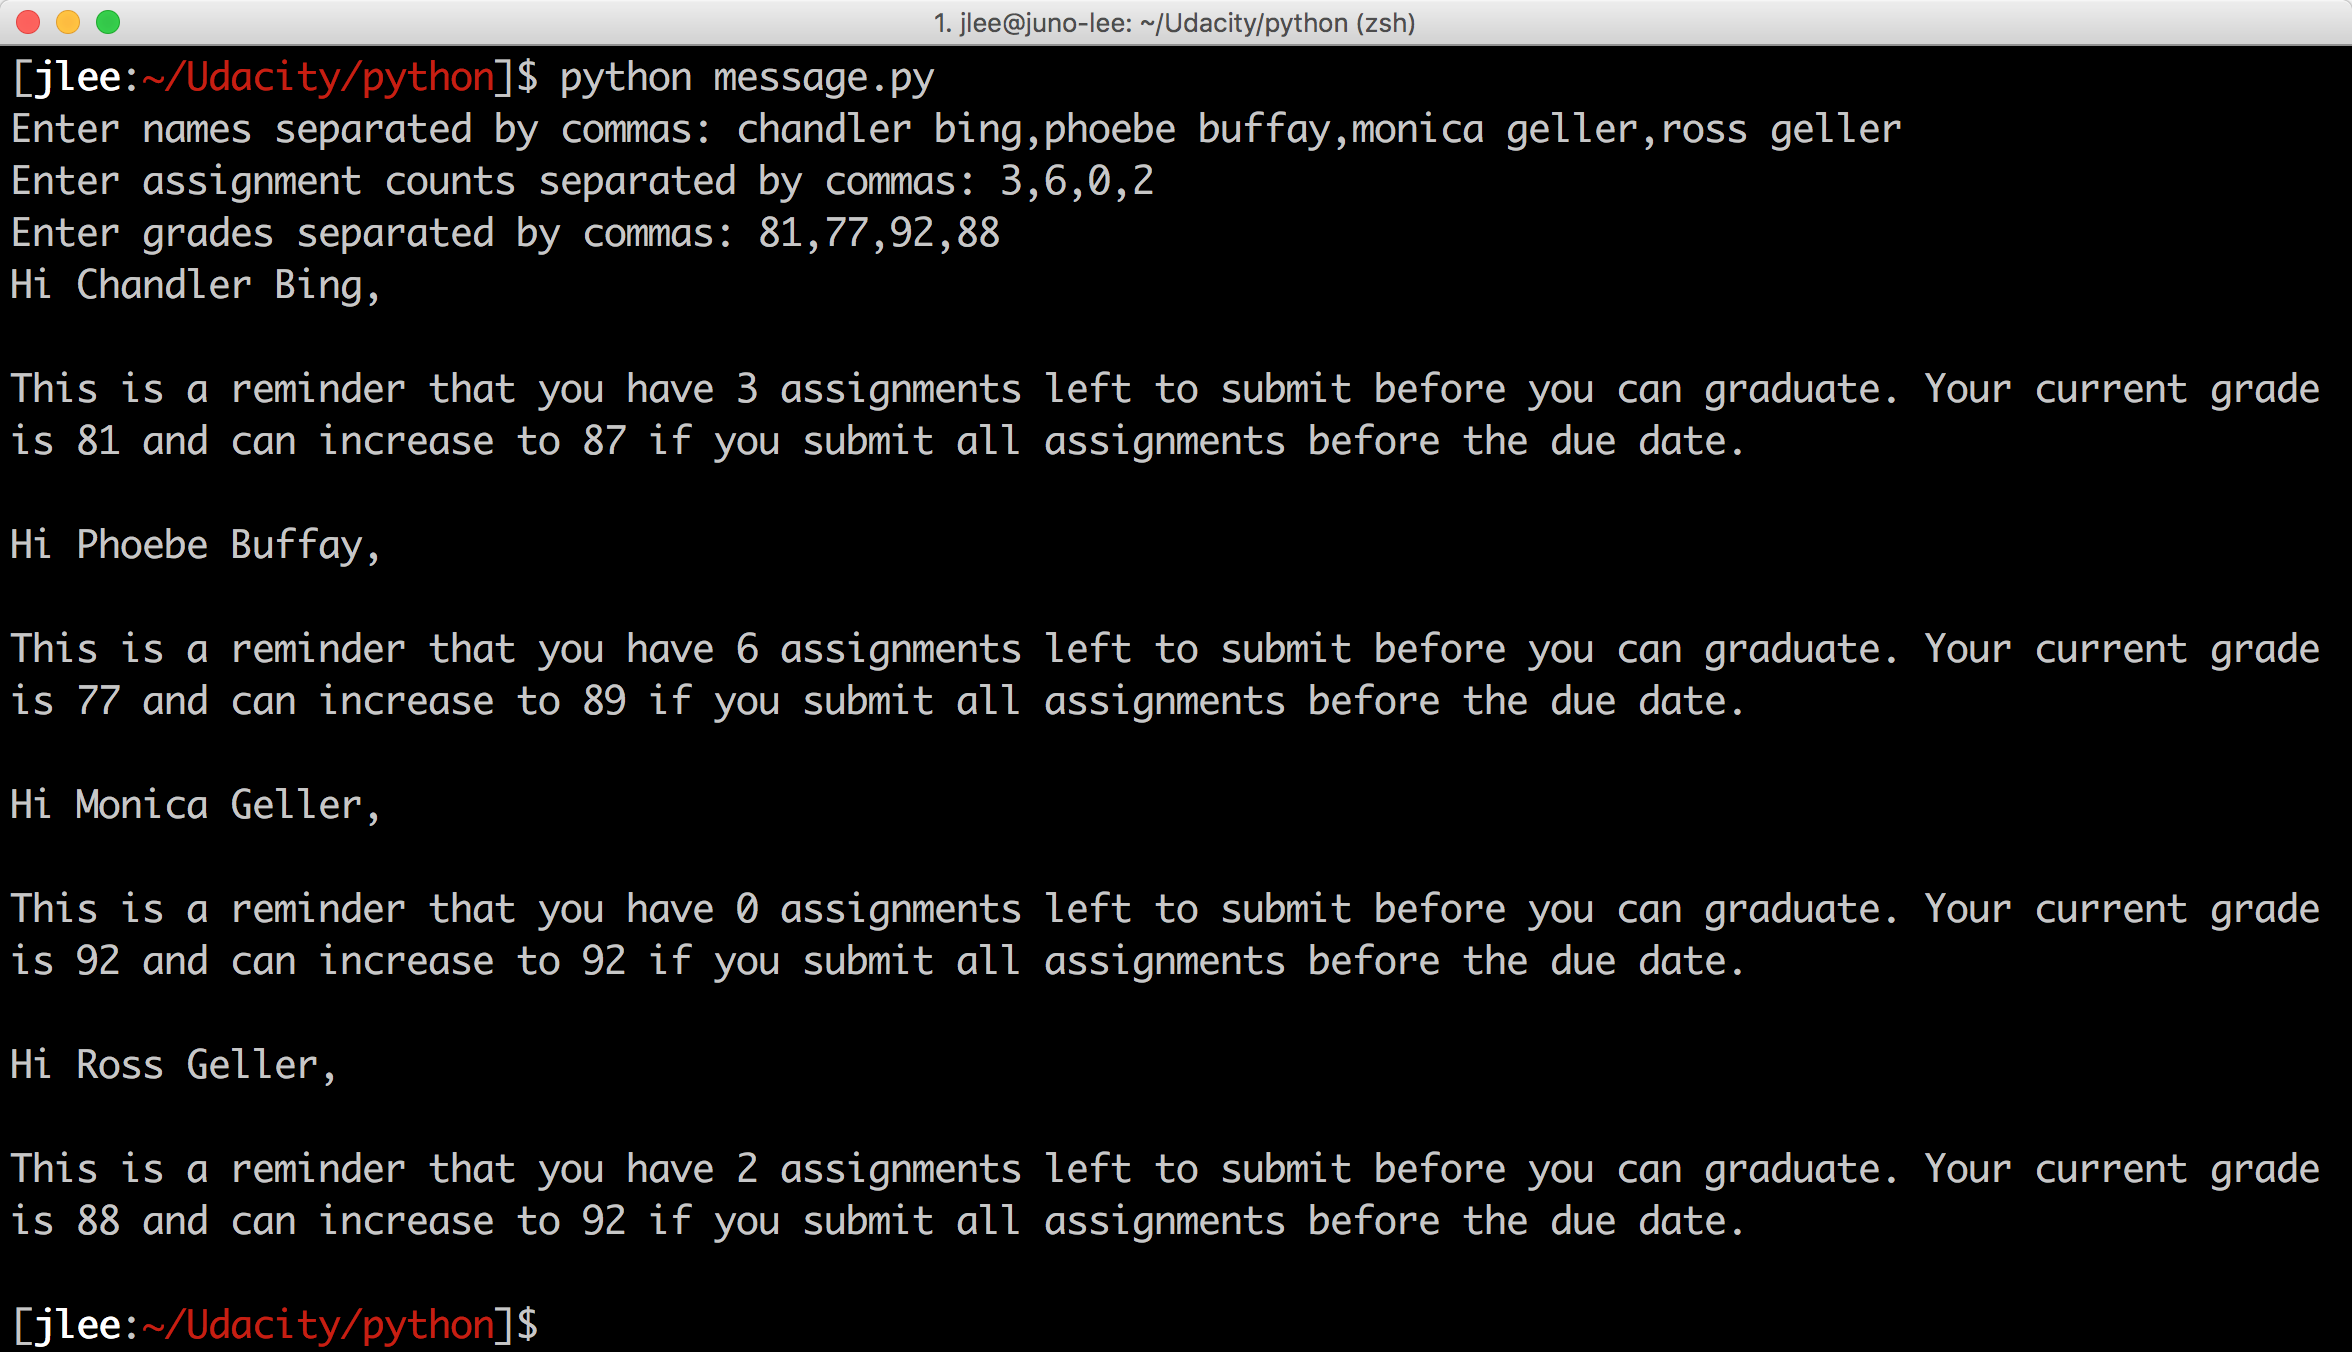 1. jlee@juno-lee: ~/Udacity/python (zsh)
[jlee:~/Udacity/python]$ python message.py
Enter names separated by commas: chandler bing,phoebe buffay,monica geller,ross geller
Enter assignment counts separated by commas: 3,6,0,2
Enter grades separated by commas: 81,77,92,88
Hi Chandler Bing,
This is a reminder that you have 3 assignments left to submit before you can graduate. Your current grade
is 81 and can increase to 87 if you submit all assignments before the due date.
Hi Phoebe Buffay,
This is a reminder that you have 6 assignments left to submit before you can graduate. Your current grade
is 77 and can increase to 89 if you submit all assignments before the due date.
Hi Monica Geller,
This is a reminder that you have 0 assignments left to submit before you can graduate. Your current grade
is 92 and can increase to 92 if you submit all assignments before the due date.
Hi Ross Geller,
This is a reminder that you have 2 assignments left to submit before you can graduate. Your current grade
is 88 and can increase to 92 if you submit all assignments before the due date.
[jlee:~/Udacity/python]$